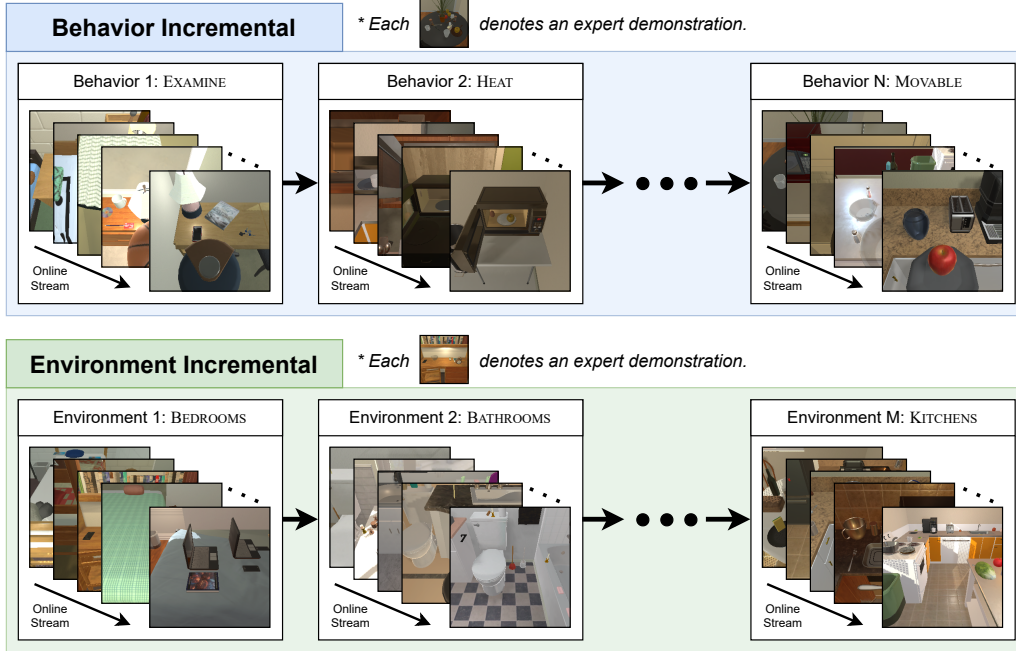 Behavior Incremental
* Each denotes an expert demonstration.
Behavior 1: EXAMINE
Behavior 2: HEAT
Behavior N: MOVABLE
Online
Stream
Online
Stream
Online
Stream
Environment Incremental
* Each denotes an expert demonstration.
Environment 1: BEDROOMS
Environment 2: BATHROOMS
Environment M: KITCHENS
7
Online
Stream
Online
Stream
Online
Stream